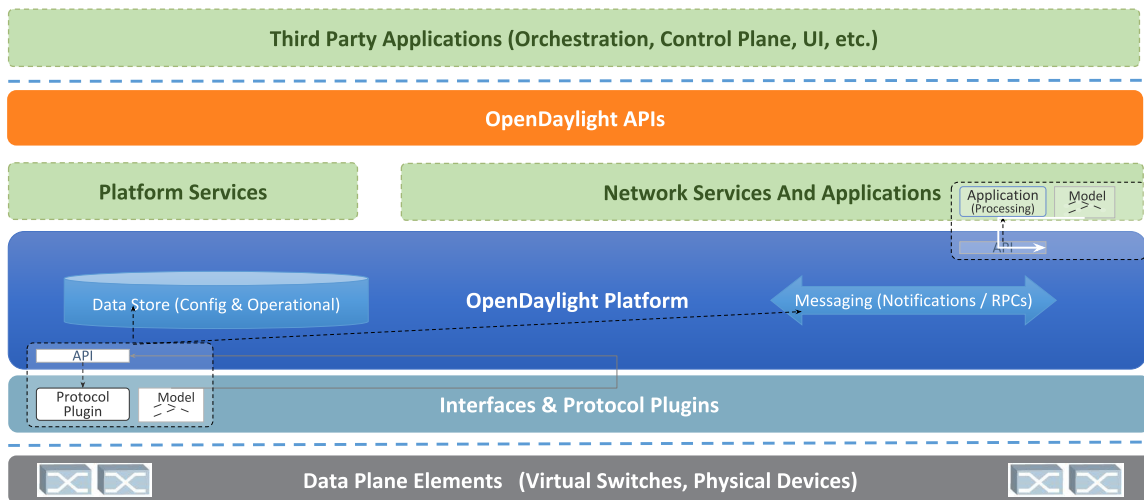 Third Party Applications (Orchestration, Control Plane, UI, etc.)
OpenDaylight APIs
Platform Services
Network Services And Applications
Application
(Processing)
Model
API
OpenDaylight Platform
Data Store (Config & Operational)
Messaging (Notifications / RPCs)
API
Protocol
Plugin
Model
Interfaces & Protocol Plugins
Data Plane Elements (Virtual Switches, Physical Devices)